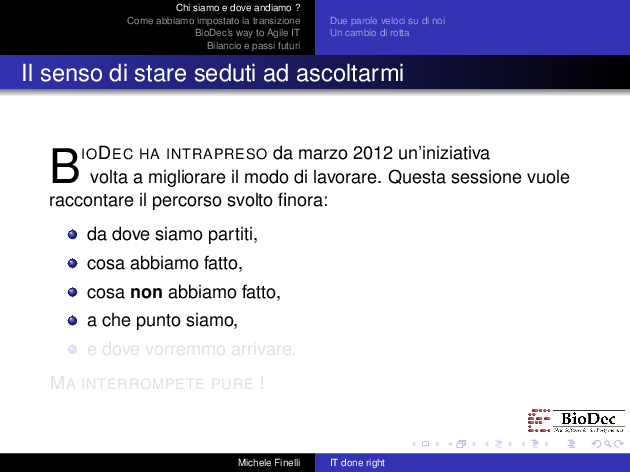 Chi siamo e dove andiamo ?
Come abbiamo impostato la transizione
BioDec's way to Agile IT
Bilancio e passi futuri
Due parole veloci su di noi
Un cambio di rotta
Il senso di stare seduti ad ascoltarmi
BIODEC HA INTRAPRESO da marzo 2012 un'iniziativa
volta a migliorare il modo di lavorare. Questa sessione vuole
raccontare il percorso svolto finora:
da dove siamo partiti,
cosa abbiamo fatto,
cosa non abbiamo fatto,
a che punto siamo,
e dove vorremmo arrivare.
MA INTERROMPETE PURE !
BioDec
Michele Finelli
IT done right